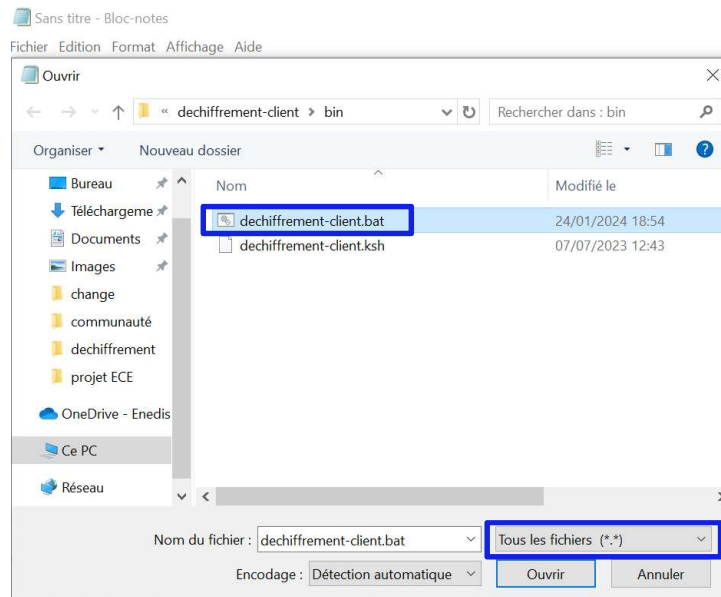 Sans titre - Bloc-notes
Fichier Edition Format Affichage Aide
Ouvrir
« dechiffrement-client > bin
Rechercher dans : bin
Organiser
Nouveau dossier
Bureau
Nom
Modifié le
Téléchargeme
dechiffrement-client.bat
24/01/2024 18:54
Documents
dechiffrement-client.ksh
07/07/2023 12:43
Images
change
communauté
dechiffrement
projet ECE
OneDrive - Enedis
Ce PC
Réseau
Nom du fichier : dechiffrement-client.bat
Tous les fichiers (*.*)
Encodage : Détection automatique
Ouvrir
Annuler